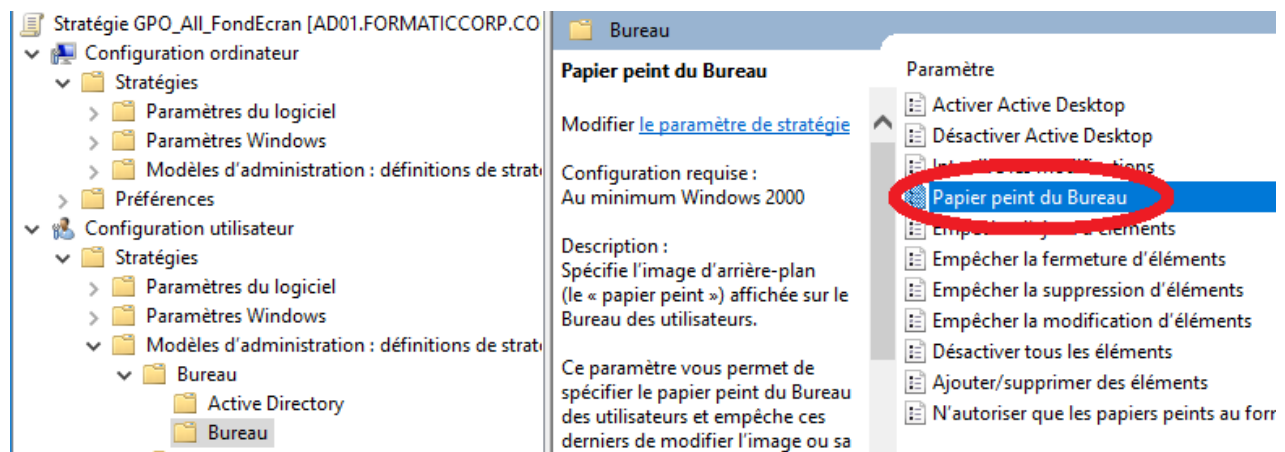 Stratégie GPO_All_FondEcran [AD01.FORMATICCORP.CO
Configuration ordinateur
Stratégies
Paramètres du logiciel
Paramètres Windows
Modèles d'administration : définitions de strat
Préférences
Configuration utilisateur
Stratégies
Paramètres du logiciel
Paramètres Windows
Modèles d'administration : définitions de strat
Bureau
Active Directory
Bureau
Bureau
Papier peint du Bureau
Modifier le paramètre de stratégie
Configuration requise :
Au minimum Windows 2000
Description :
Spécifie l'image d'arrière-plan
(le « papier peint ») affichée sur le
Bureau des utilisateurs.
Ce paramètre vous permet de
spécifier le papier peint du Bureau
des utilisateurs et empêche ces
derniers de modifier l'image ou sa
Paramètre
Activer Active Desktop
Désactiver Active Desktop
Papier peint du Bureau
d'éléments
Empêcher la fermeture d'éléments
Empêcher la suppression d'éléments
Empêcher la modification d'éléments
Désactiver tous les éléments
Ajouter/supprimer des éléments
N'autoriser que les papiers peints au for